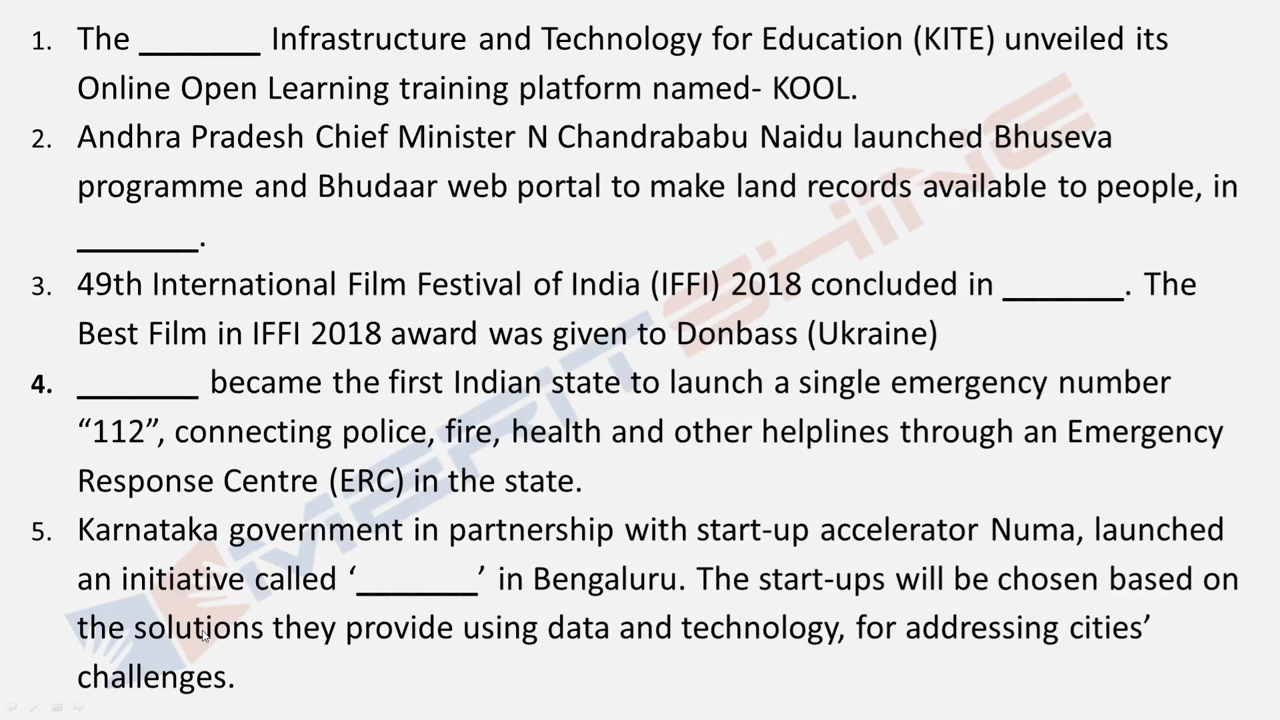 1. The _______ Infrastructure and Technology for Education (KITE) unveiled its
Online Open Learning training platform named- KOOL.
2. Andhra Pradesh Chief Minister N Chandrababu Naidu launched Bhuseva
programme and Bhudaar web portal to make land records available to people, in
_______.
3. 49th International Film Festival of India (IFFI) 2018 concluded in _______. The
Best Film in IFFI 2018 award was given to Donbass (Ukraine)
4. _______ became the first Indian state to launch a single emergency number
“112”, connecting police, fire, health and other helplines through an Emergency
Response Centre (ERC) in the state.
5. Karnataka government in partnership with start-up accelerator Numa, launched
an initiative called ‘_______’ in Bengaluru. The start-ups will be chosen based on
the solutions they provide using data and technology, for addressing cities’
challenges.
MERITSHINE